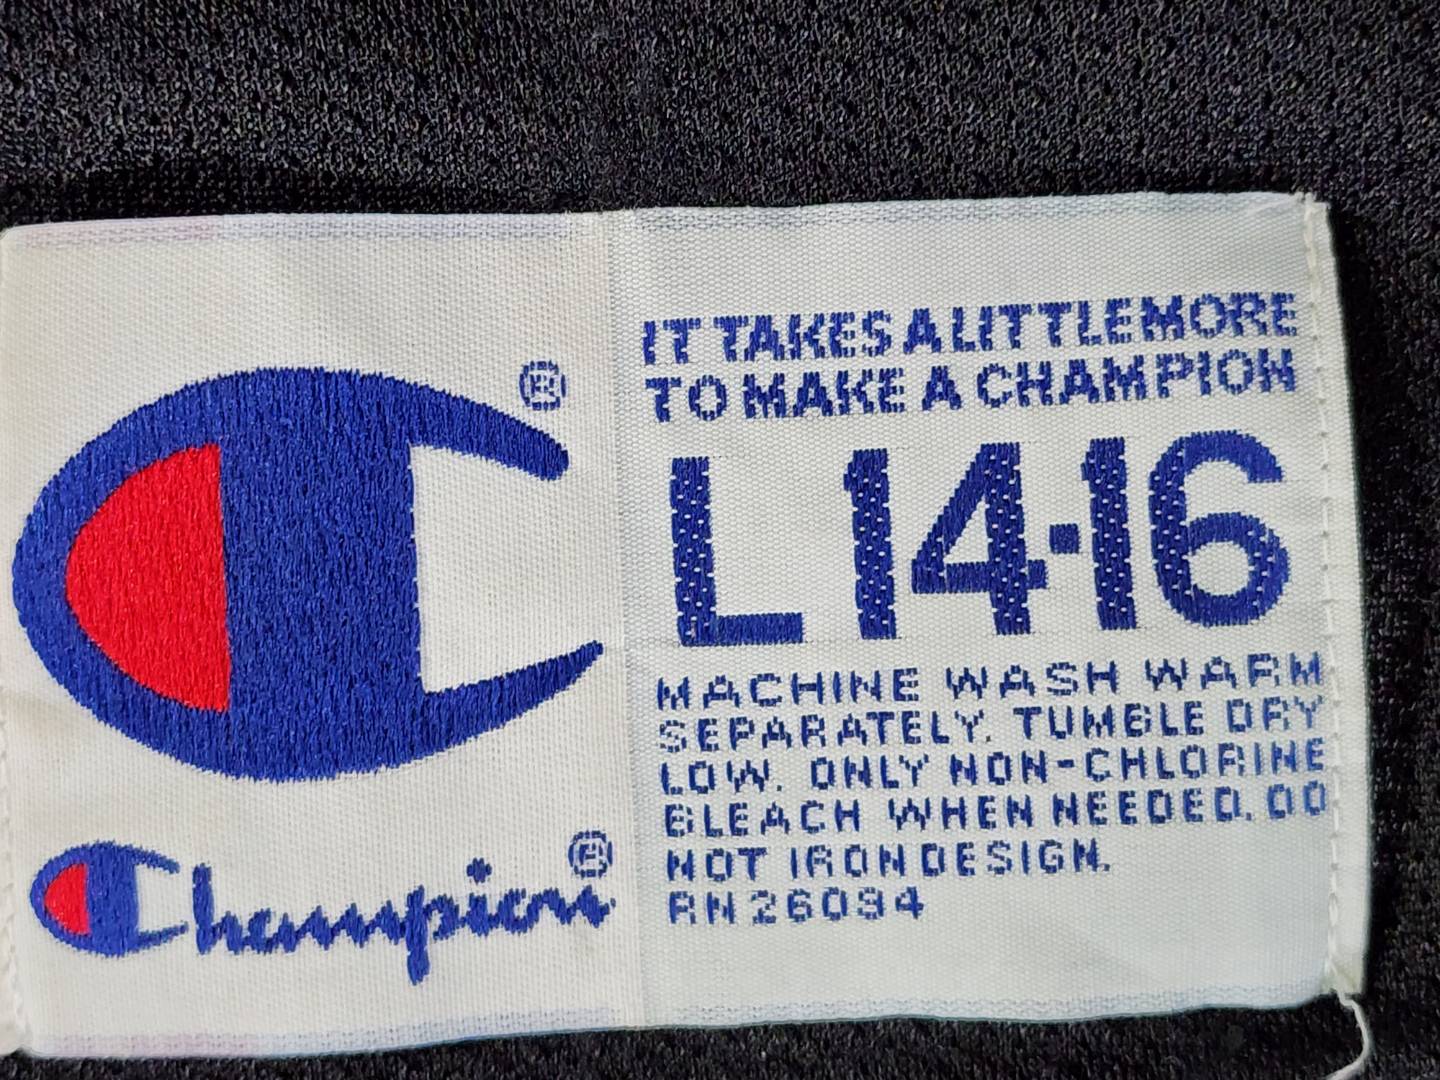 ®
Champion®
IT TAKES A LITTLE MORE
TO MAKE A CHAMPION
L 14-16
MACHINE WASH WARM
SEPARATELY. TUMBLE DRY
LOW. ONLY NON-CHLORINE
BLEACH WHEN NEEDED. DO
NOT IRON DESIGN.
RN 26094